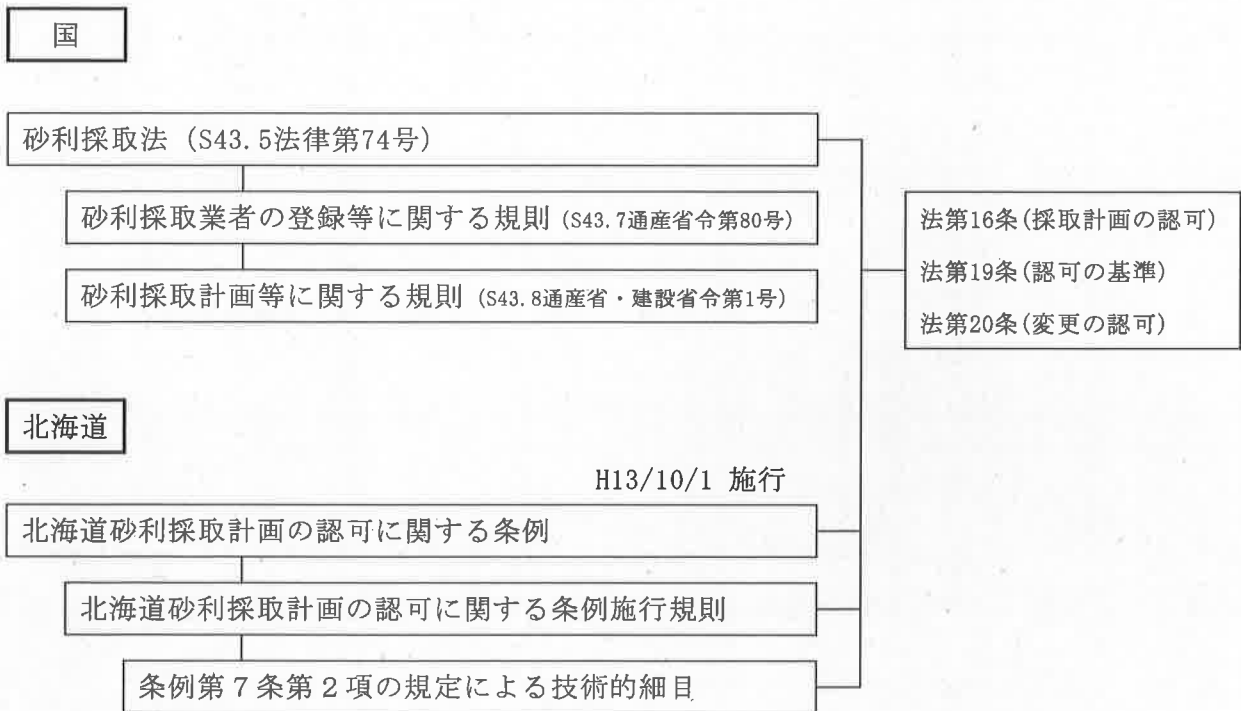 国
砂利採取法 (S43.5法律第74号)
砂利採取業者の登録等に関する規則 (S43.7通産省令第80号)
砂利採取計画等に関する規則 (S43.8通産省・建設省令第1号)
法第16条(採取計画の認可)
法第19条(認可の基準)
法第20条(変更の認可)
北海道
H13/10/1 施行
北海道砂利採取計画の認可に関する条例
北海道砂利採取計画の認可に関する条例施行規則
条例第７条第２項の規定による技術的細目